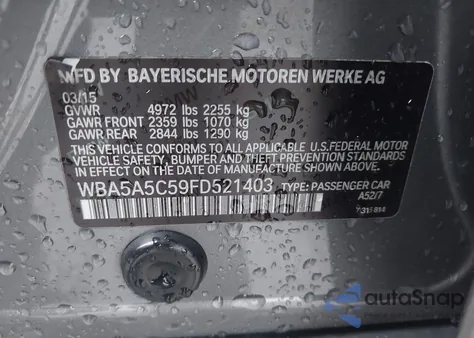 MFD BY BAYERISCHE MOTOREN WERKE AG
03/15
GVWR 4972 lbs 2255 kg
GAWR FRONT 2359 lbs 1070 kg
GAWR REAR 2844 lbs 1290 kg
THIS VEHICLE CONFORMS TO ALL APPLICABLE U.S.FEDERAL MOTOR
VEHICLE SAFETY, BUMPER, AND THEFT PREVENTION STANDARDS
IN EFFECT ON THE DATE OF MANUFACTURE SHOWN ABOVE.
WBA5A5C59FD521403 TYPE: PASSENGER CAR
A52/7
autoSnap